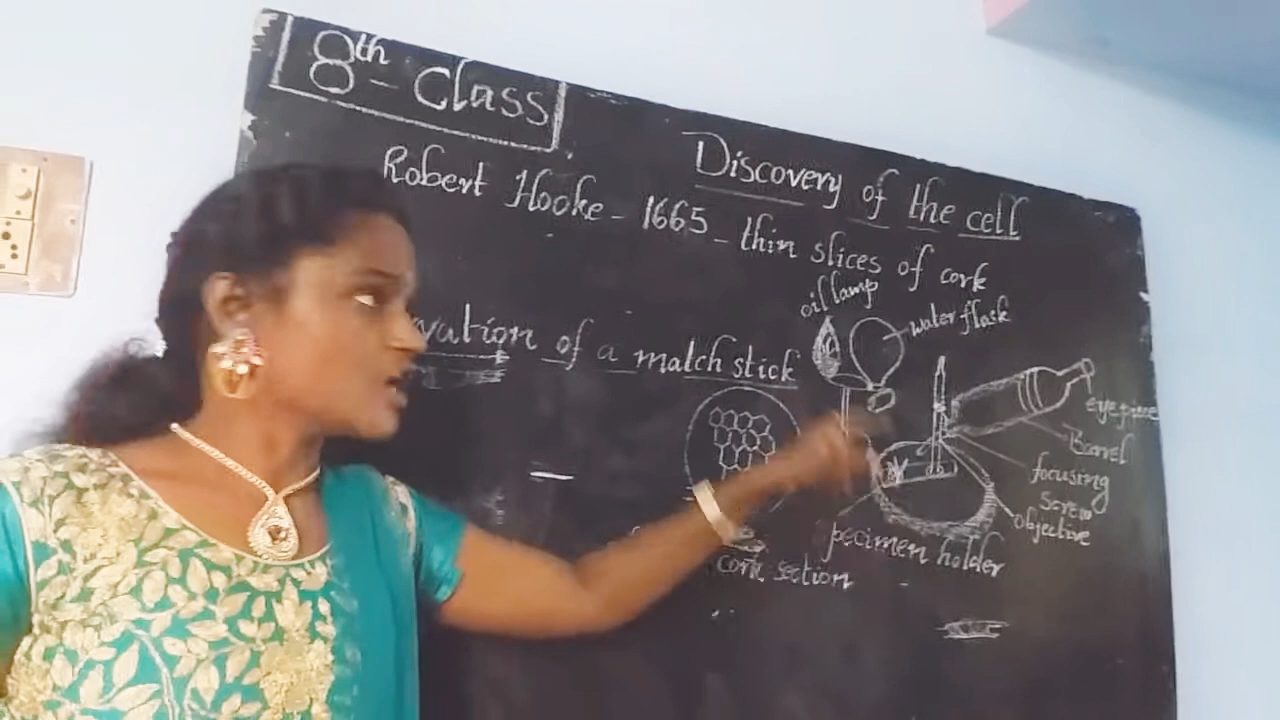 8th - Class
Discovery of the cell
Robert Hooke - 1665 - thin slices of cork
oil lamp
water flask
of a match stick
eye piece
Barrel
focusing
screw
objective
specimen holder
cork section